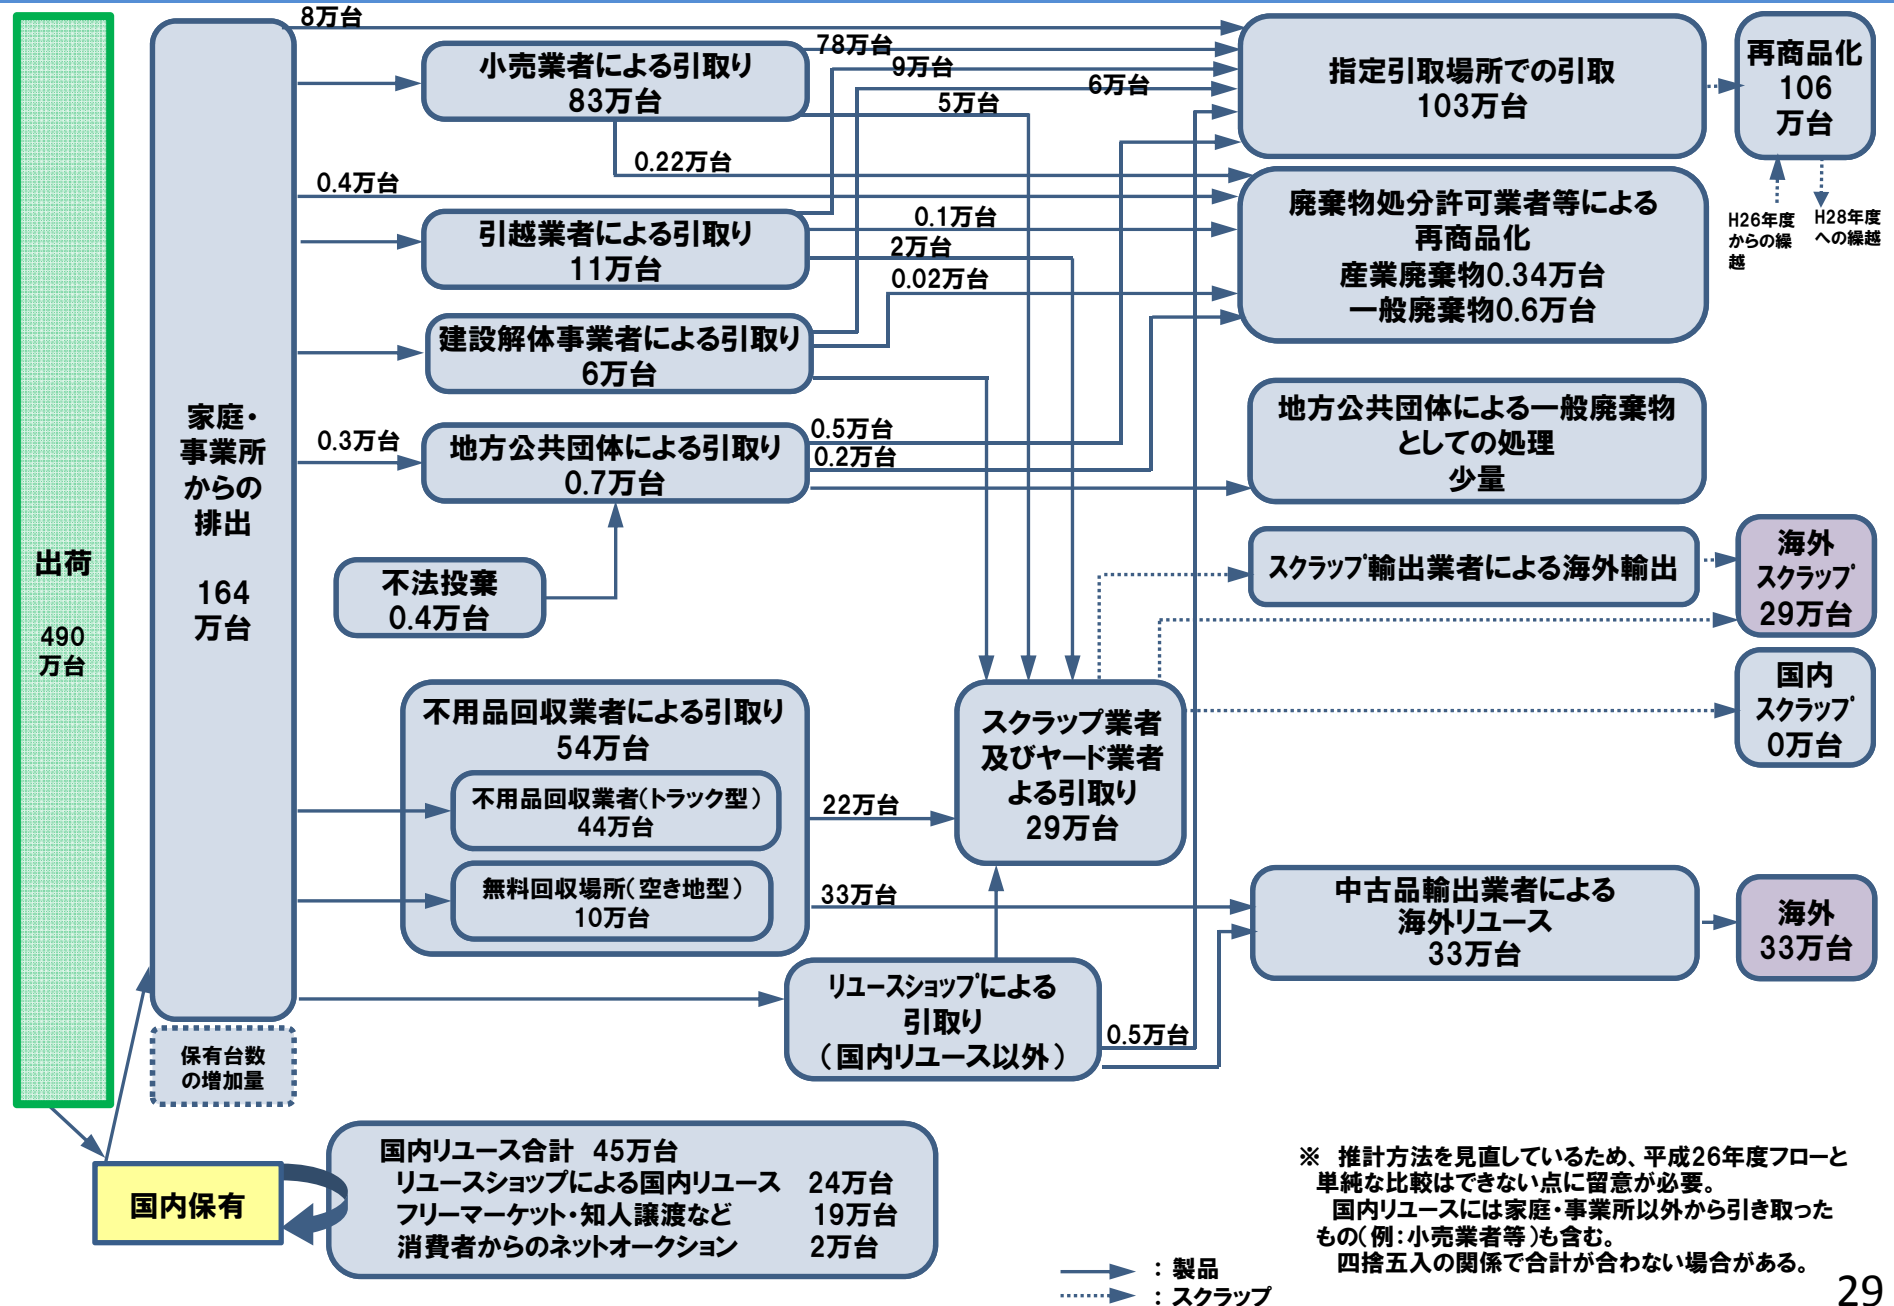 出荷
490
万台
家庭・
事業所
からの
排出
164
万台
保有台数
の増加量
国内保有
8万台
小売業者による引取り
83万台
78万台
9万台
5万台
6万台
0.22万台
0.4万台
引越業者による引取り
11万台
0.1万台
2万台
0.02万台
建設解体事業者による引取り
6万台
0.3万台
地方公共団体による引取り
0.7万台
0.5万台
0.2万台
不法投棄
0.4万台
不用品回収業者による引取り
54万台
不用品回収業者(トラック型)
44万台
無料回収場所(空き地型)
10万台
22万台
33万台
スクラップ業者
及びヤード業者
よる引取り
29万台
リユースショップによる
引取り
(国内リユース以外)
0.5万台
指定引取場所での引取
103万台
再商品化
106
万台
H26年度
からの繰
越
H28年度
への繰越
廃棄物処分許可業者等による
再商品化
産業廃棄物0.34万台
一般廃棄物0.6万台
地方公共団体による一般廃棄物
としての処理
少量
スクラップ輸出業者による海外輸出
海外
スクラップ
29万台
国内
スクラップ
0万台
中古品輸出業者による
海外リユース
33万台
海外
33万台
国内リユース合計 45万台
リユースショップによる国内リユース 24万台
フリーマーケット・知人譲渡など 19万台
消費者からのネットオークション 2万台
※ 推計方法を見直しているため、平成26年度フローと
単純な比較はできない点に留意が必要。
国内リユースには家庭・事業所以外から引き取った
もの(例:小売業者等)も含む。
四捨五入の関係で合計が合わない場合がある。
:製品
:スクラップ
29